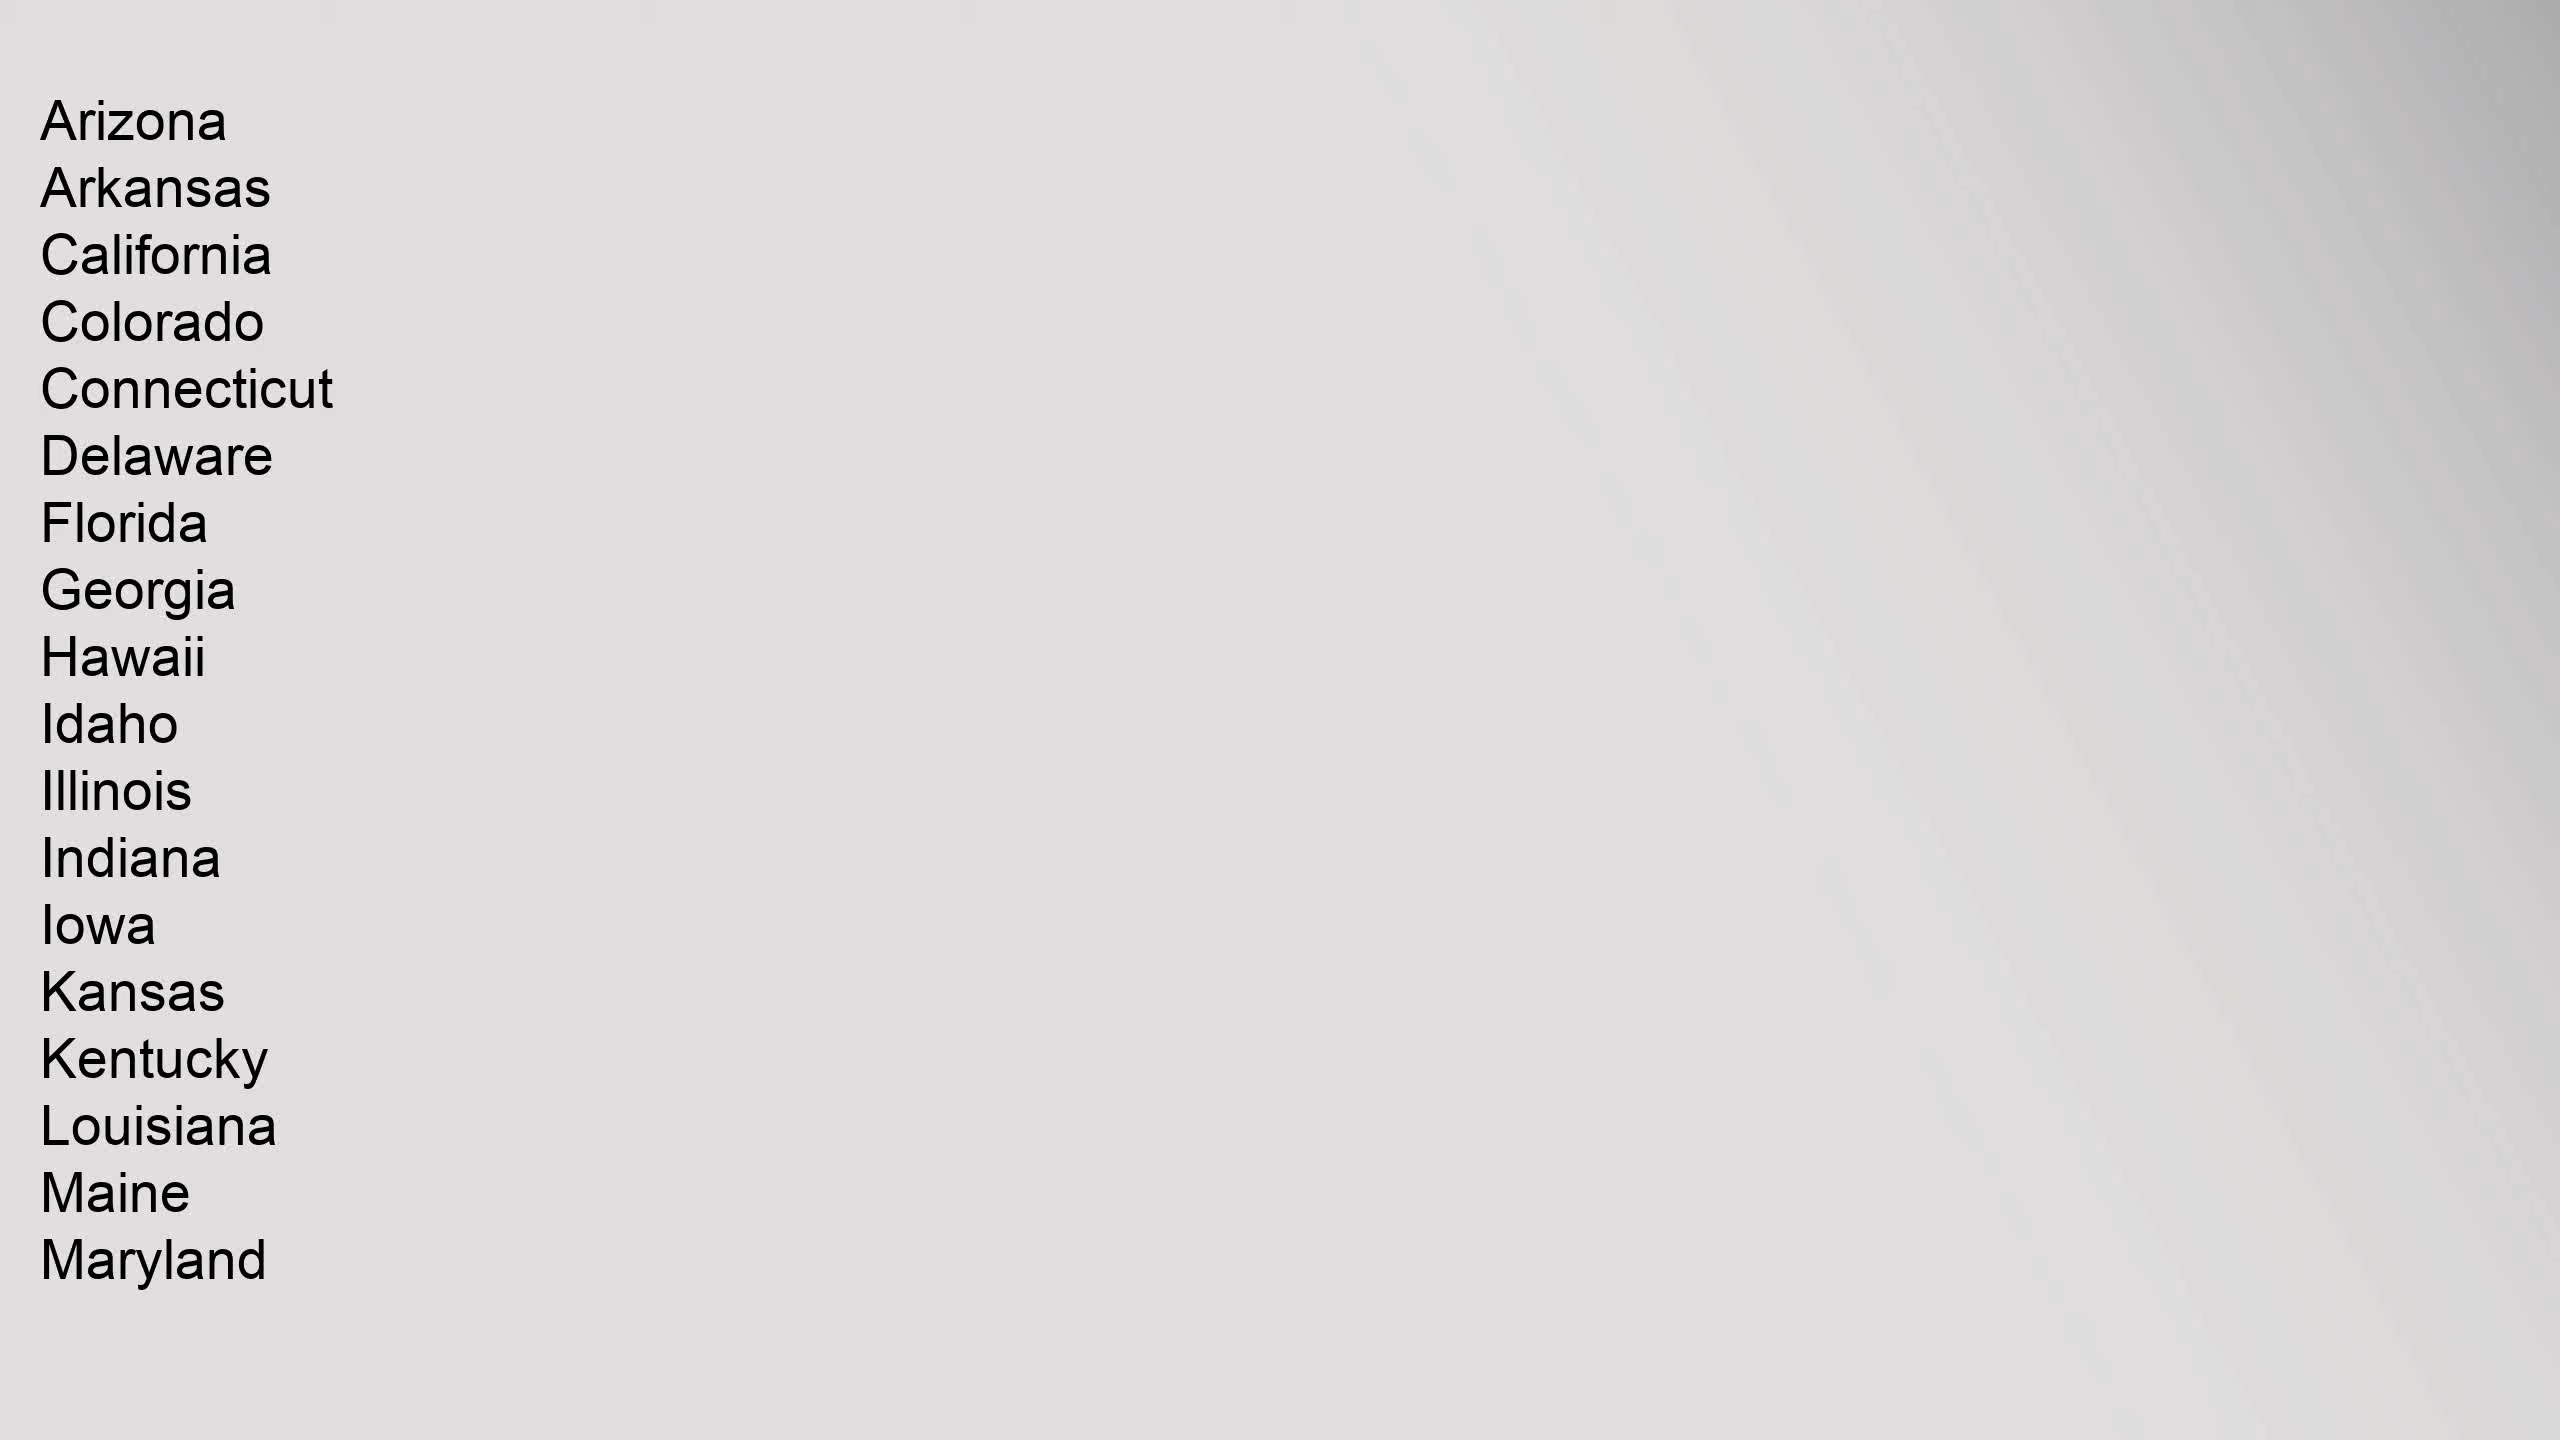 Arizona
Arkansas
California
Colorado
Connecticut
Delaware
Florida
Georgia
Hawaii
Idaho
Illinois
Indiana
Iowa
Kansas
Kentucky
Louisiana
Maine
Maryland